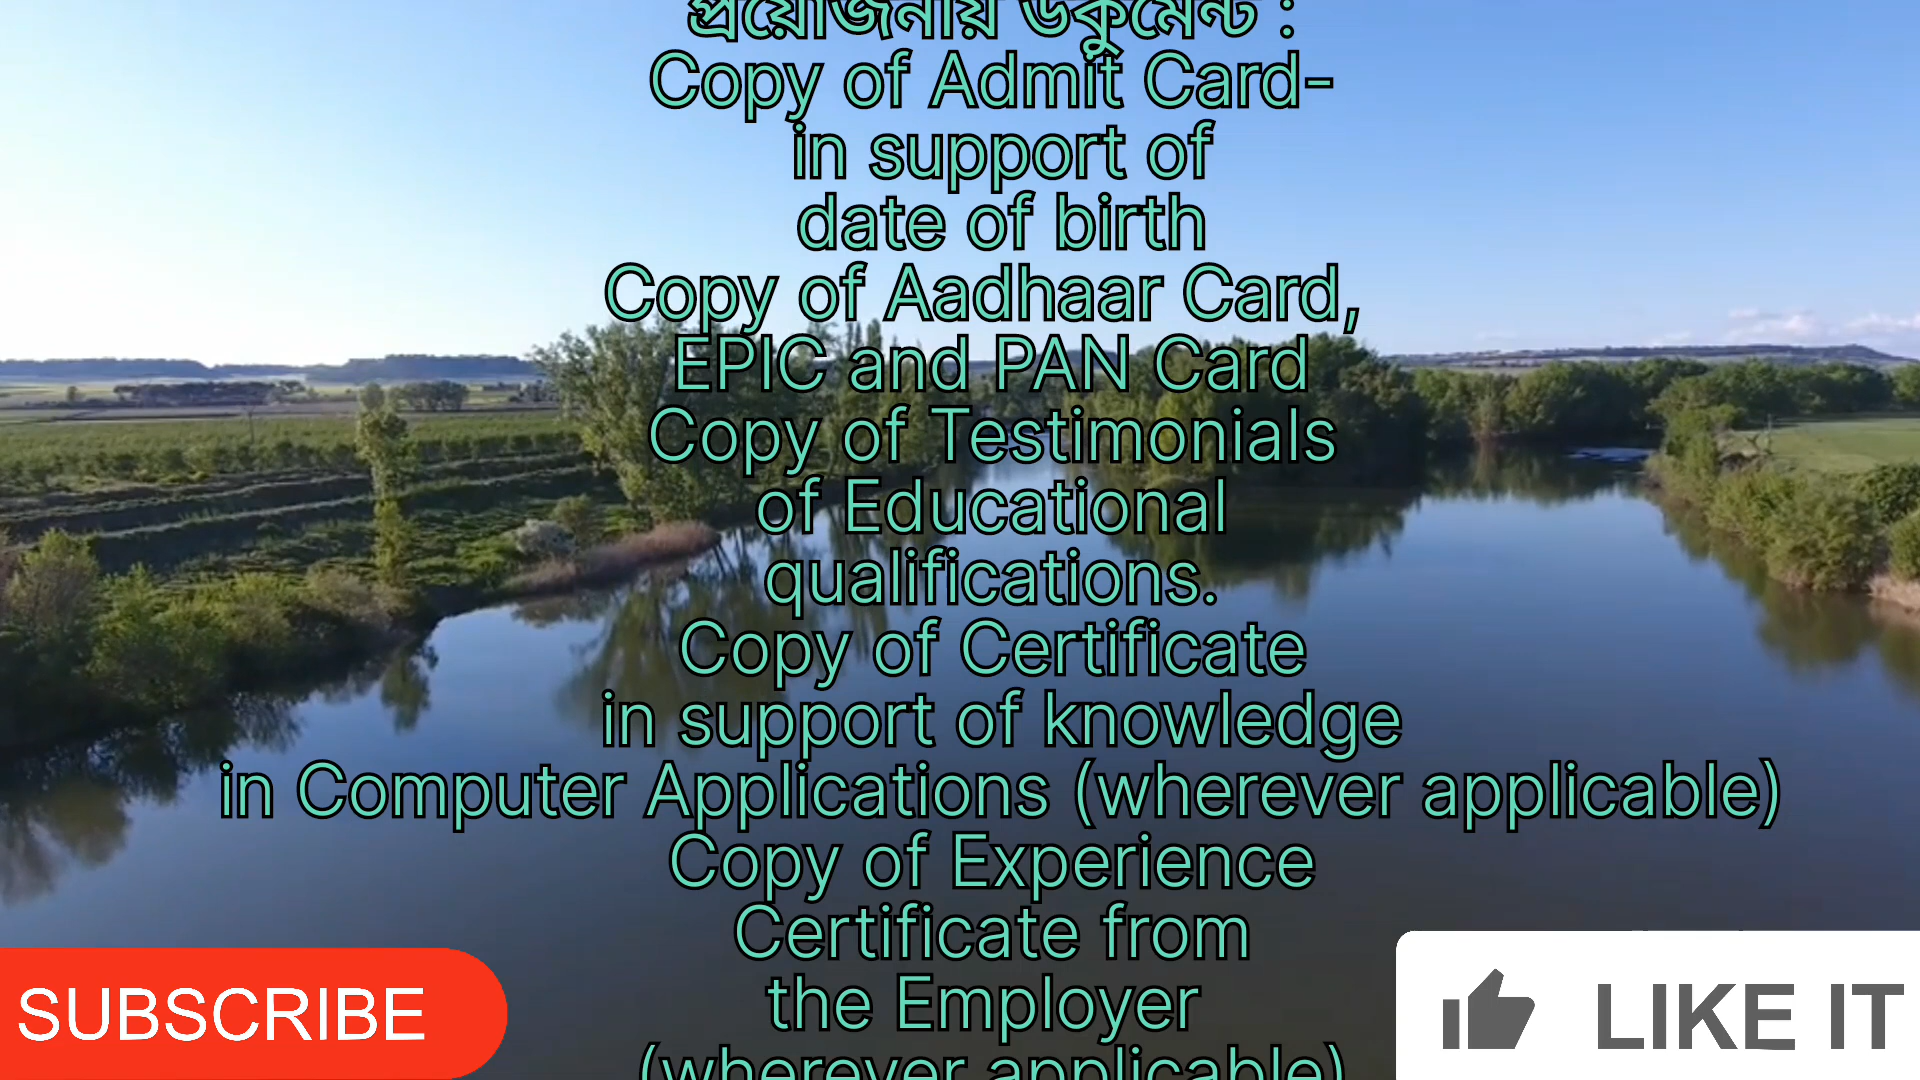 প্রয়োজনীয় ডকুমেন্ট :
Copy of Admit Card-
in support of
date of birth
Copy of Aadhaar Card,
EPIC and PAN Card
Copy of Testimonials
of Educational
qualifications.
Copy of Certificate
in support of knowledge
in Computer Applications (wherever applicable)
Copy of Experience
Certificate from
the Employer
(wherever applicable)
SUBSCRIBE
LIKE IT